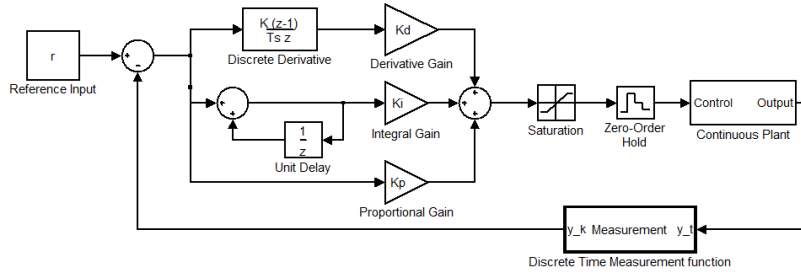 r
Reference Input
+
-
K (z-1)
Ts z
Discrete Derivative
Kd
Derivative Gain
+
+
Ki
Integral Gain
1
z
Unit Delay
Kp
Proportional Gain
+
+
+
Saturation
Zero-Order
Hold
Control Output
Continuous Plant
y_k Measurement y_t
Discrete Time Measurement function